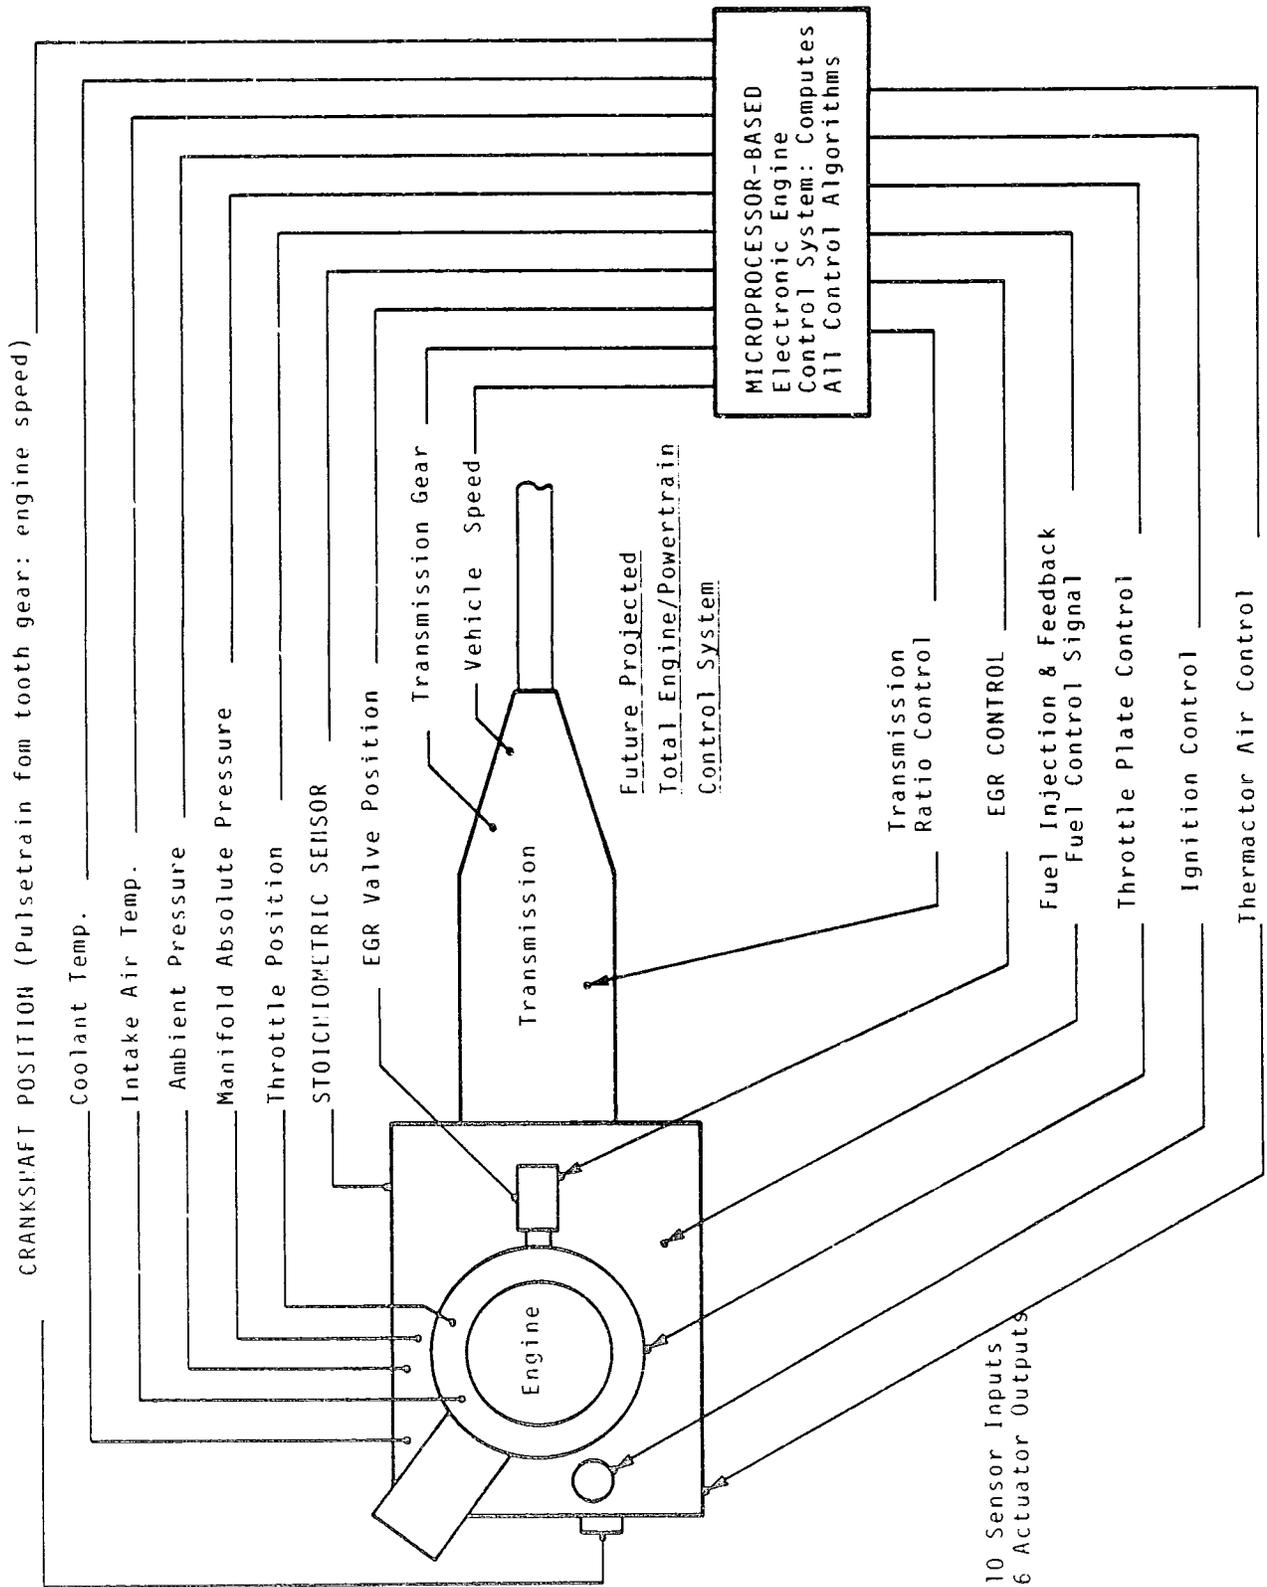 CRANKSHAFT POSITION (Pulsetrain fom tooth gear: engine speed)
Coolant Temp.
Intake Air Temp.
Ambient Pressure
Manifold Absolute Pressure
Throttle Position
STOICHIOMETRIC SENSOR
EGR Valve Position
Transmission Gear
Vehicle Speed
Engine
Transmission
Future Projected
Total Engine/Powertrain
Control System
MICROPROCESSOR-BASED
Electronic Engine
Control System: Computes
All Control Algorithms
Transmission
Ratio Control
EGR CONTROL
Fuel Injection & Feedback
Fuel Control Signal
Throttle Plate Control
Ignition Control
Thermactor Air Control
10 Sensor Inputs
6 Actuator Outputs